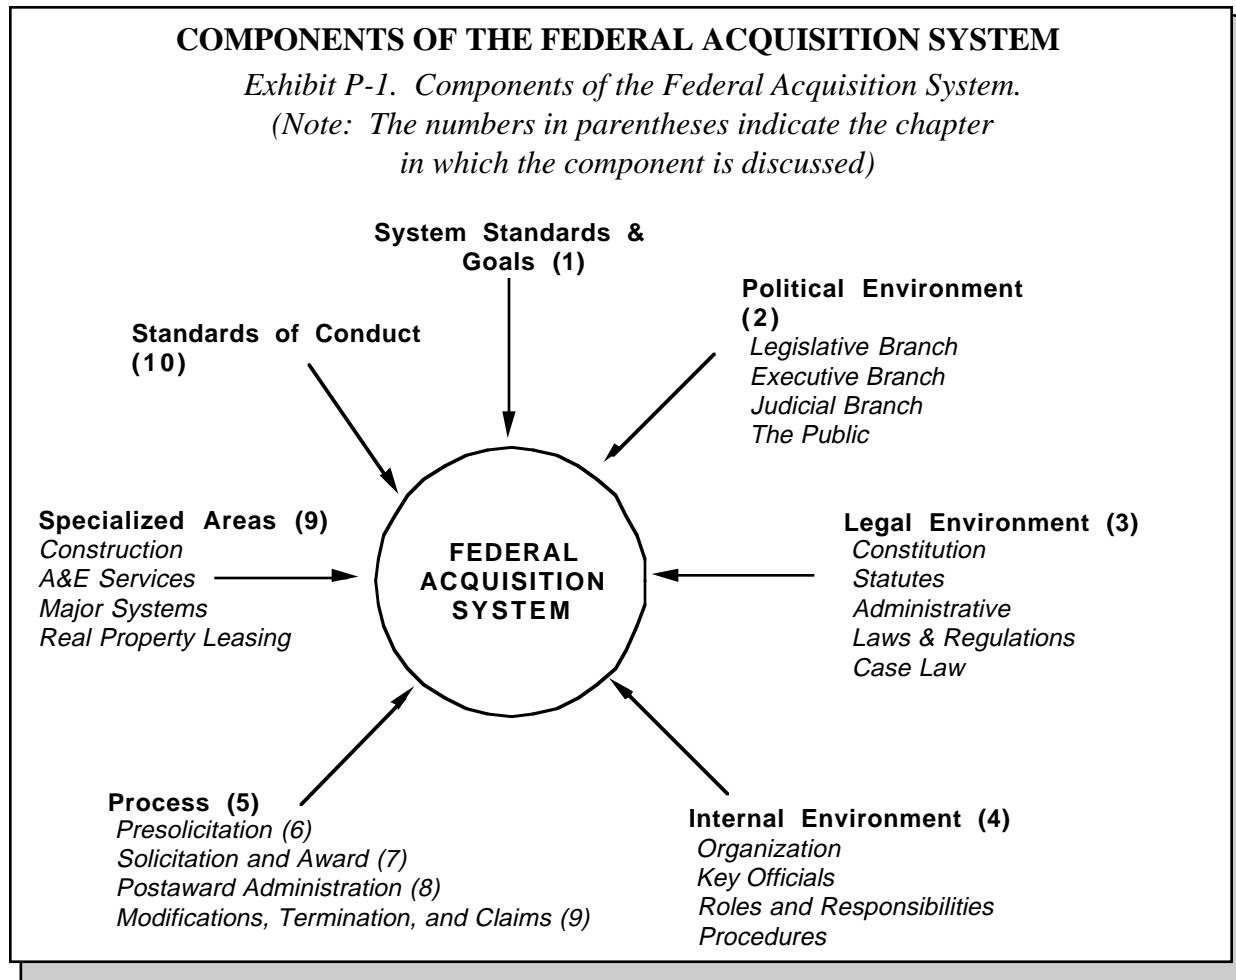 COMPONENTS OF THE FEDERAL ACQUISITION SYSTEM
Exhibit P-1. Components of the Federal Acquisition System.
(Note: The numbers in parentheses indicate the chapter
in which the component is discussed)
System Standards &
Goals (1)
Political Environment
(2)
Legislative Branch
Executive Branch
Judicial Branch
The Public
Standards of Conduct
(10)
Specialized Areas (9)
Construction
A&E Services
Major Systems
Real Property Leasing
FEDERAL
ACQUISITION
SYSTEM
Legal Environment (3)
Constitution
Statutes
Administrative
Laws & Regulations
Case Law
Process (5)
Presolicitation (6)
Solicitation and Award (7)
Postaward Administration (8)
Modifications, Termination, and Claims (9)
Internal Environment (4)
Organization
Key Officials
Roles and Responsibilities
Procedures